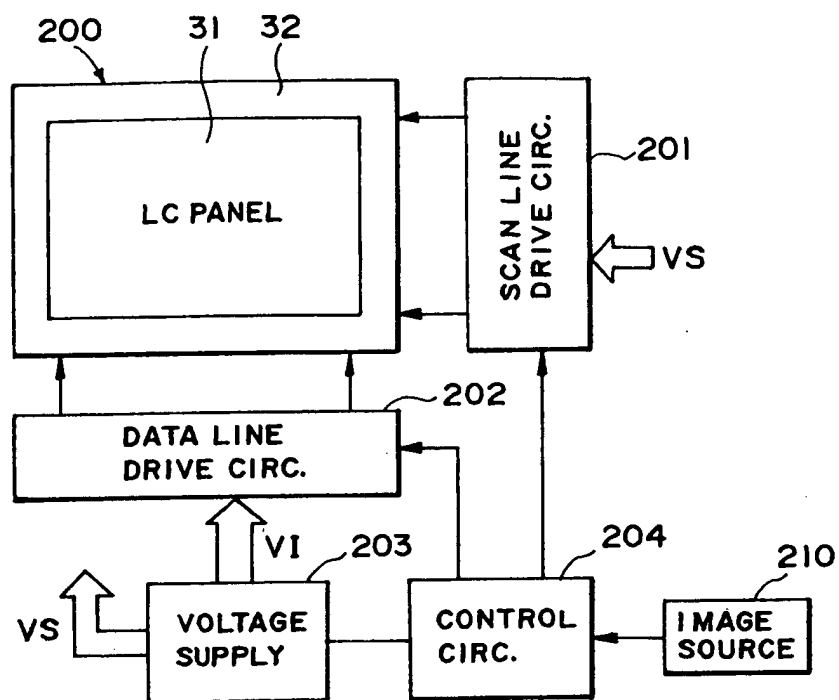 200
31
32
LC PANEL
SCAN LINE
DRIVE CIRC.
201
VS
202
DATA LINE
DRIVE CIRC.
VI
203
204
210
VS
VOLTAGE
SUPPLY
CONTROL
CIRC.
IMAGE
SOURCE